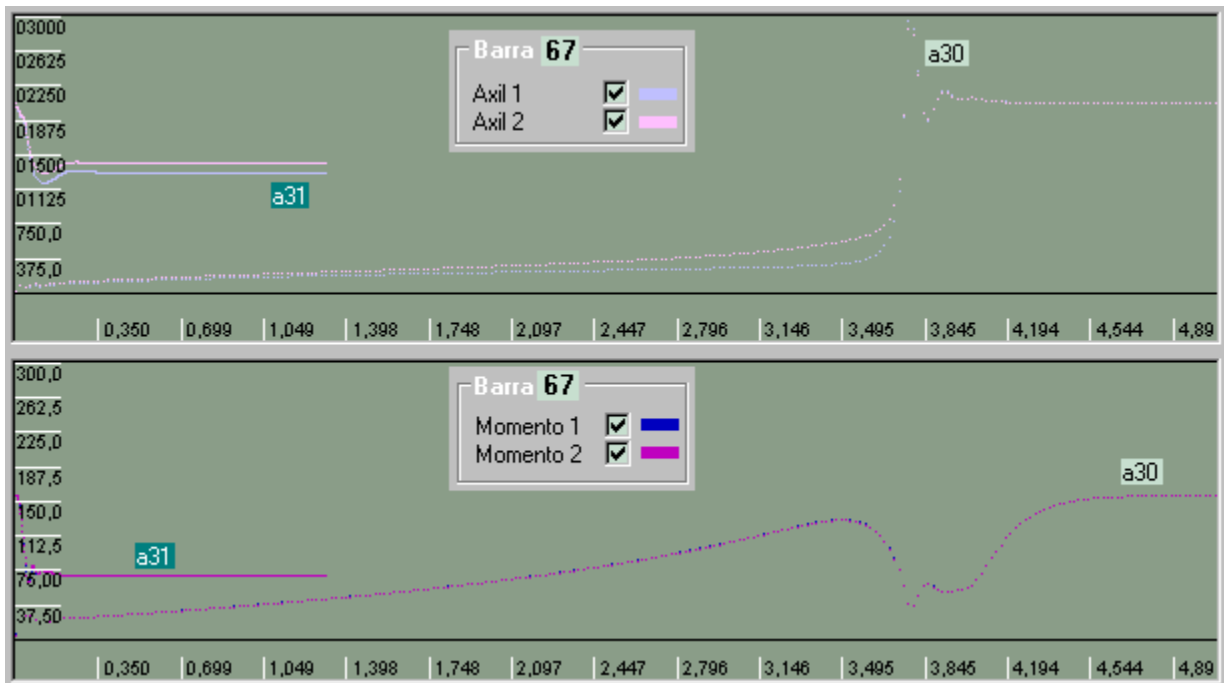 03000
02625
02250
01875
01500
01125
750,0
375,0
Barra 67
Axil 1
Axil 2
a30
a31
0,350 0,699 1,049 1,398 1,748 2,097 2,447 2,796 3,146 3,495 3,845 4,194 4,544 4,89
300,0
262,5
225,0
187,5
150,0
112,5
75,00
37,50
Barra 67
Momento 1
Momento 2
a30
a31
0,350 0,699 1,049 1,398 1,748 2,097 2,447 2,796 3,146 3,495 3,845 4,194 4,544 4,89